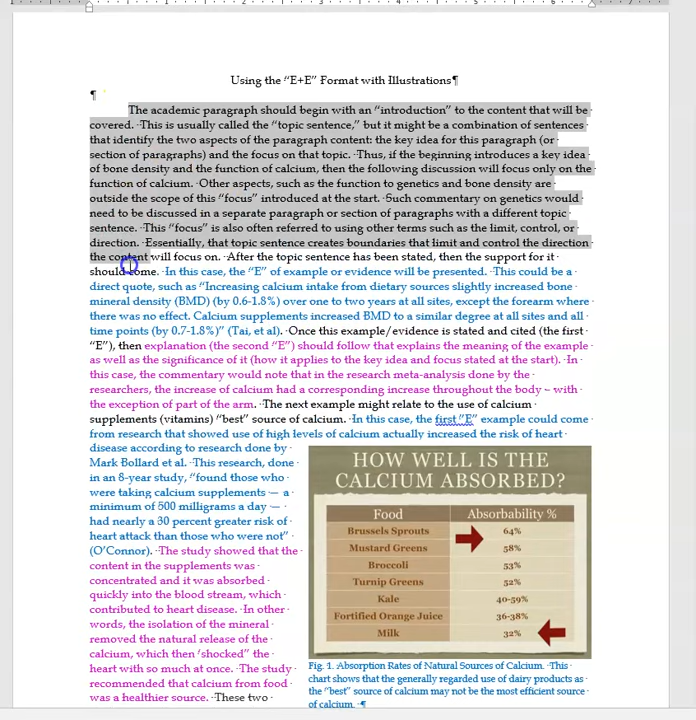 Using the “E+E” Format with Illustrations¶
¶
The academic paragraph should begin with an “introduction” to the content that will be
covered. This is usually called the “topic sentence,” but it might be a combination of sentences
that identify the two aspects of the paragraph content: the key idea for this paragraph (or
section of paragraphs) and the focus on that topic. Thus, if the beginning introduces a key idea
of bone density and the function of calcium, then the following discussion will focus only on the
function of calcium. Other aspects, such as the function to genetics and bone density are
outside the scope of this “focus” introduced at the start. Such commentary on genetics would
need to be discussed in a separate paragraph or section of paragraphs with a different topic
sentence. This “focus” is also often referred to using other terms such as the limit, control, or
direction. Essentially, that topic sentence creates boundaries that limit and control the direction
the content will focus on. After the topic sentence has been stated, then the support for it
should come. In this case, the “E” of example or evidence will be presented. This could be a
direct quote, such as “Increasing calcium intake from dietary sources slightly increased bone
mineral density (BMD) (by 0.6-1.8%) over one to two years at all sites, except the forearm where
there was no effect. Calcium supplements increased BMD to a similar degree at all sites and all
time points (by 0.7-1.8%)” (Tai, et al). Once this example/evidence is stated and cited (the first
“E”), then explanation (the second “E”) should follow that explains the meaning of the example
as well as the significance of it (how it applies to the key idea and focus stated at the start). In
this case, the commentary would note that in the research meta-analysis done by the
researchers, the increase of calcium had a corresponding increase throughout the body – with
the exception of part of the arm. The next example might relate to the use of calcium
supplements (vitamins) “best” source of calcium. In this case, the first “E” example could come
from research that showed use of high levels of calcium actually increased the risk of heart
disease according to research done by
Mark Bollard et al. This research, done
in an 8-year study, “found those who
were taking calcium supplements — a
minimum of 500 milligrams a day —
had nearly a 30 percent greater risk of
heart attack than those who were not”
(O’Connor). The study showed that the
content in the supplements was
concentrated and it was absorbed
quickly into the blood stream, which
contributed to heart disease. In other
words, the isolation of the mineral
removed the natural release of the
calcium, which then ‘shocked” the
heart with so much at once. The study
recommended that calcium from food
was a healthier source. These two
HOW WELL IS THE
CALCIUM ABSORBED?
Food Absorbability %
Brussels Sprouts 64%
Mustard Greens 58%
Broccoli 53%
Turnip Greens 52%
Kale 40-59%
Fortified Orange Juice 36-38%
Milk 32%
Fig. 1. Absorption Rates of Natural Sources of Calcium. This
chart shows that the generally regarded use of dairy products as
the “best” source of calcium may not be the most efficient source
of calcium. ¶